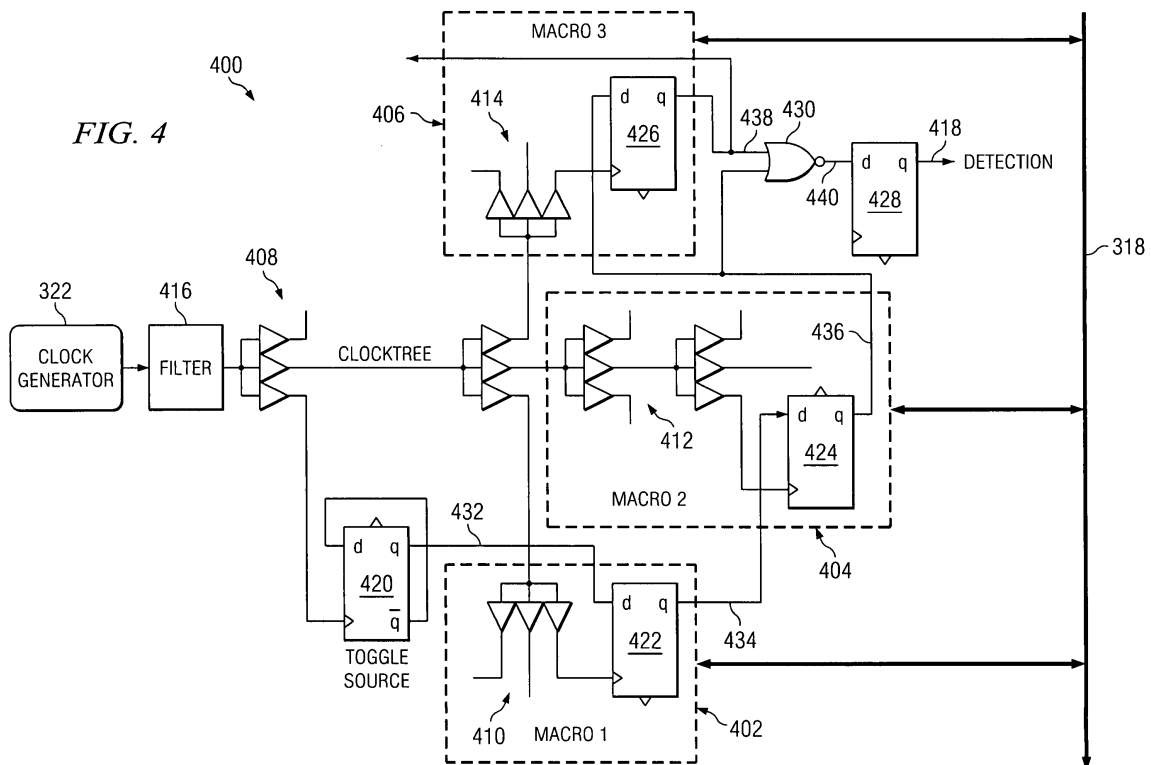 400
FIG. 4
MACRO 3
406
414
d q
426
438
430
440
d q
428
418
DETECTION
318
322
CLOCK
GENERATOR
416
FILTER
408
CLOCKTREE
412
436
d q
424
MACRO 2
404
432
d q
420
q
TOGGLE
SOURCE
d q
422
434
410
MACRO 1
402